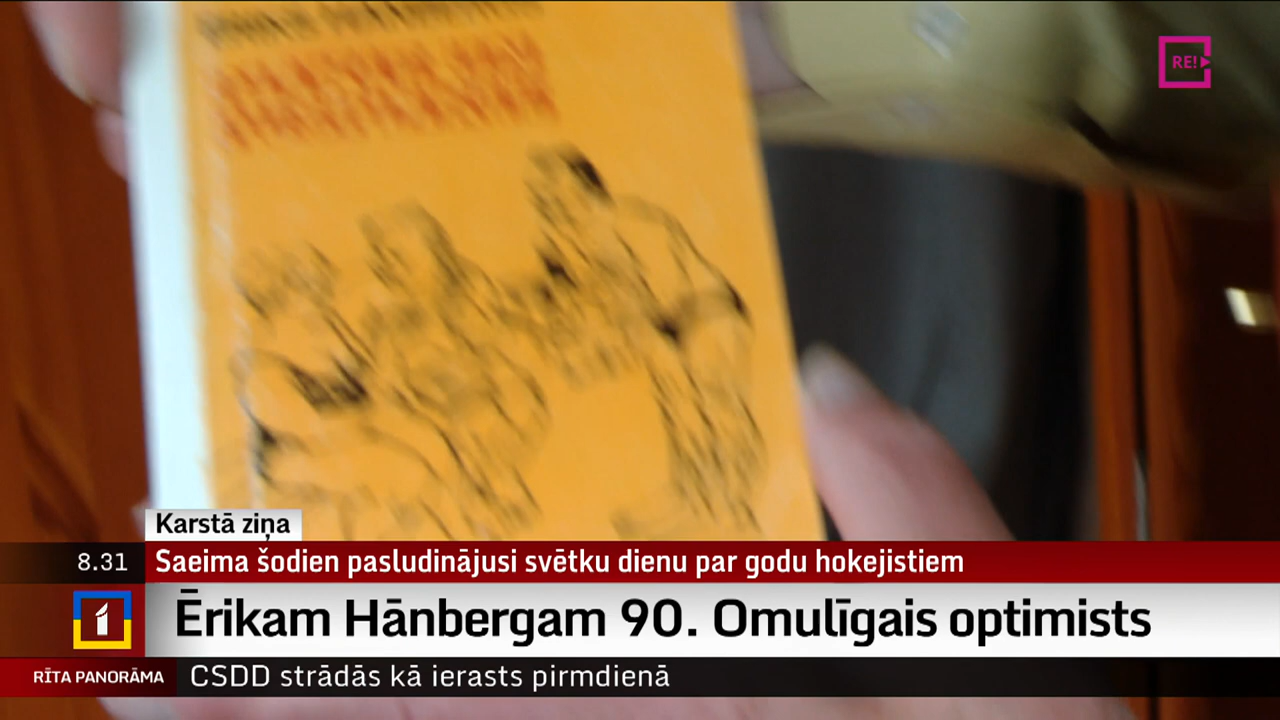 RE!
Karstā ziņa
8.31
Saeima šodien pasludinājusi svētku dienu par godu hokejistiem
1
Ērikam Hānbergam 90. Omulīgais optimists
RĪTA PANORĀMA
CSDD strādās kā ierasts pirmdienā